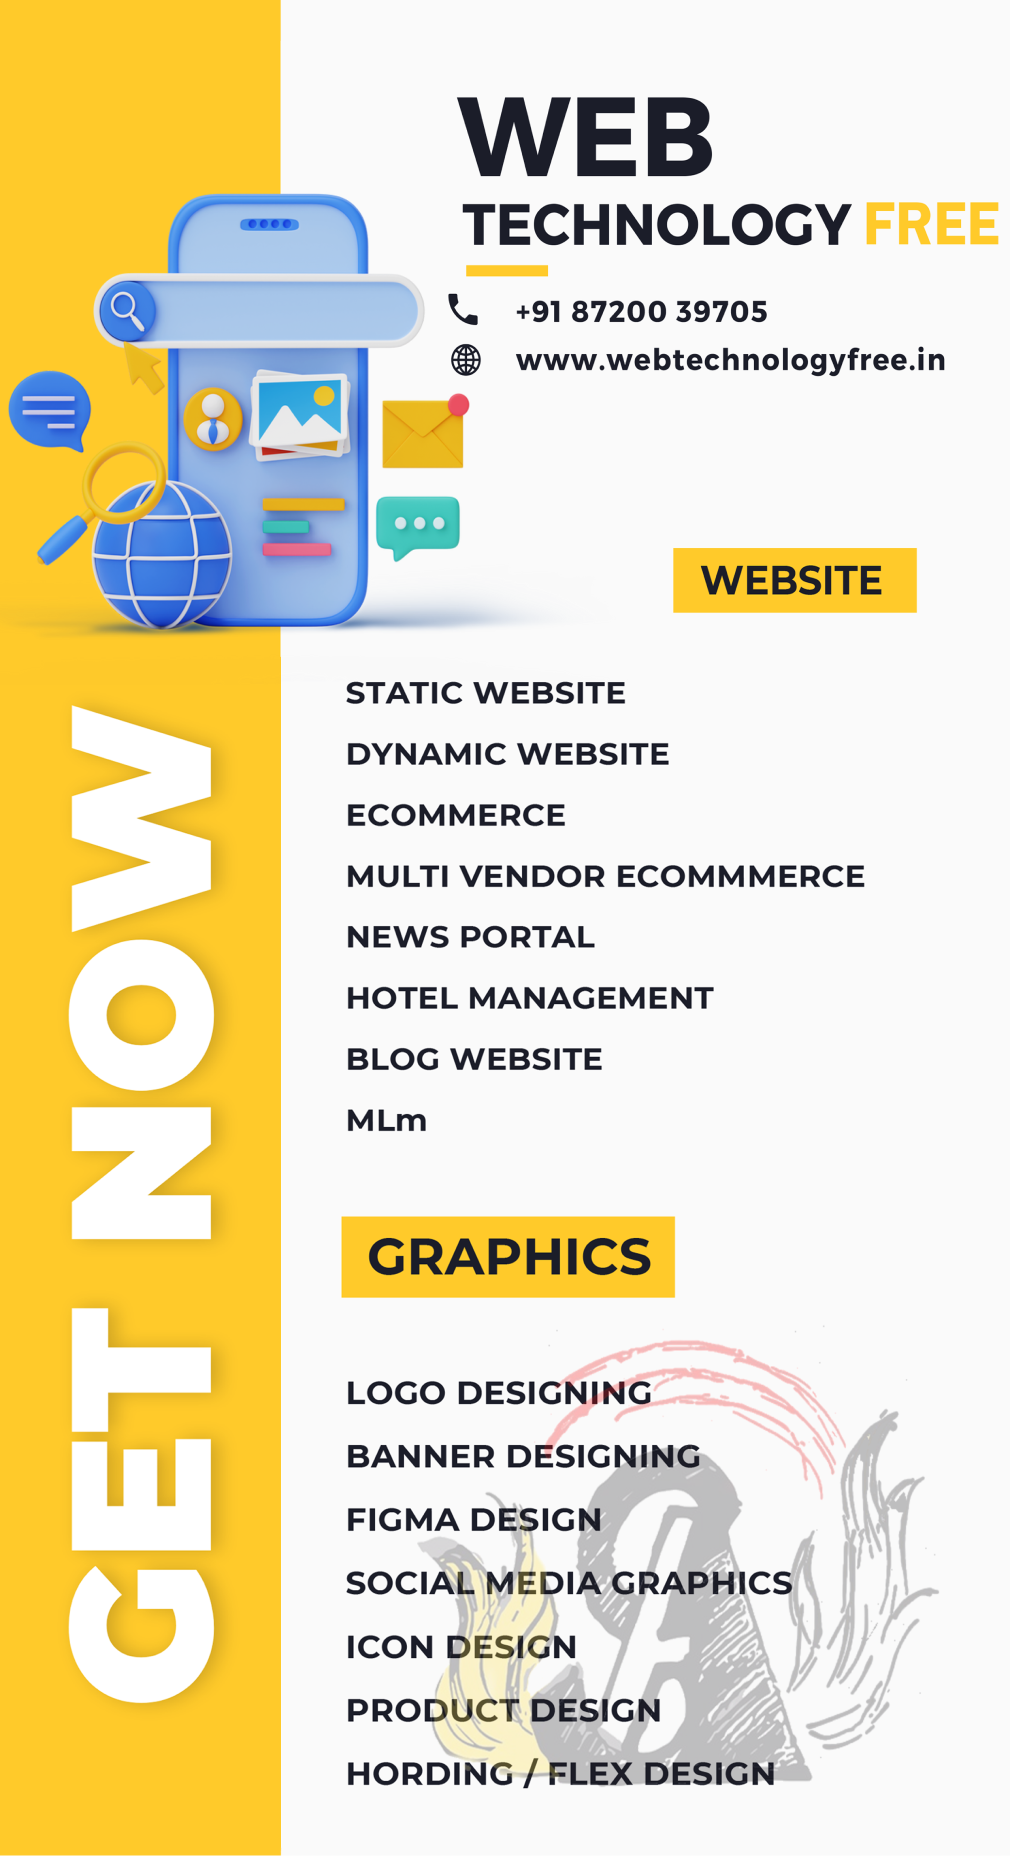 WEB
TECHNOLOGY FREE
+91 87200 39705
www.webtechnologyfree.in
WEBSITE
STATIC WEBSITE
DYNAMIC WEBSITE
ECOMMERCE
MULTI VENDOR ECOMMMERCE
NEWS PORTAL
HOTEL MANAGEMENT
BLOG WEBSITE
MLm
GET NOW
GRAPHICS
LOGO DESIGNING
BANNER DESIGNING
FIGMA DESIGN
SOCIAL MEDIA GRAPHICS
ICON DESIGN
PRODUCT DESIGN
HORDING / FLEX DESIGN